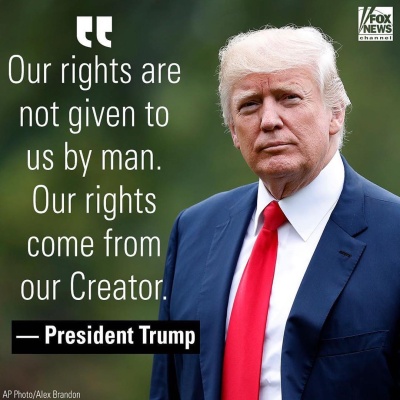 FOX
NEWS
channel
"
Our rights are
not given to
us by man.
Our rights
come from
our Creator.
— President Trump
AP Photo/Alex Brandon